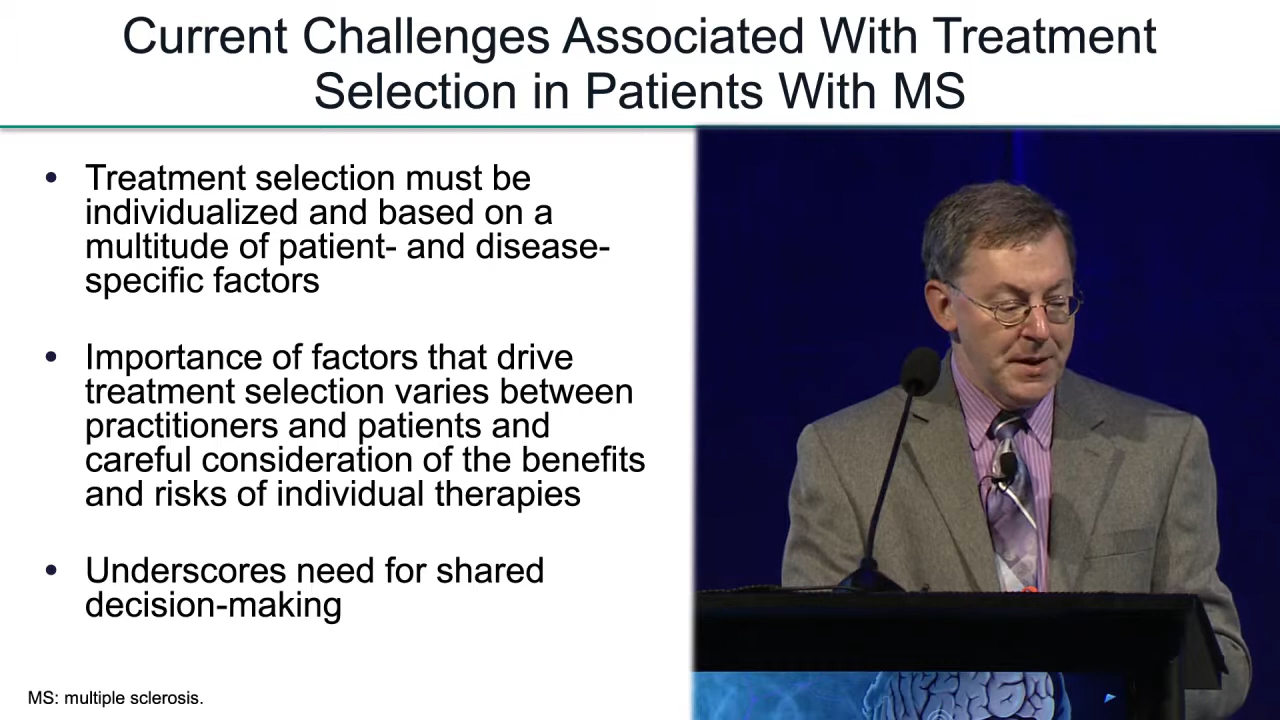 Current Challenges Associated With Treatment
Selection in Patients With MS
• Treatment selection must be
individualized and based on a
multitude of patient- and disease-
specific factors
• Importance of factors that drive
treatment selection varies between
practitioners and patients and
careful consideration of the benefits
and risks of individual therapies
• Underscores need for shared
decision-making
MS: multiple sclerosis.